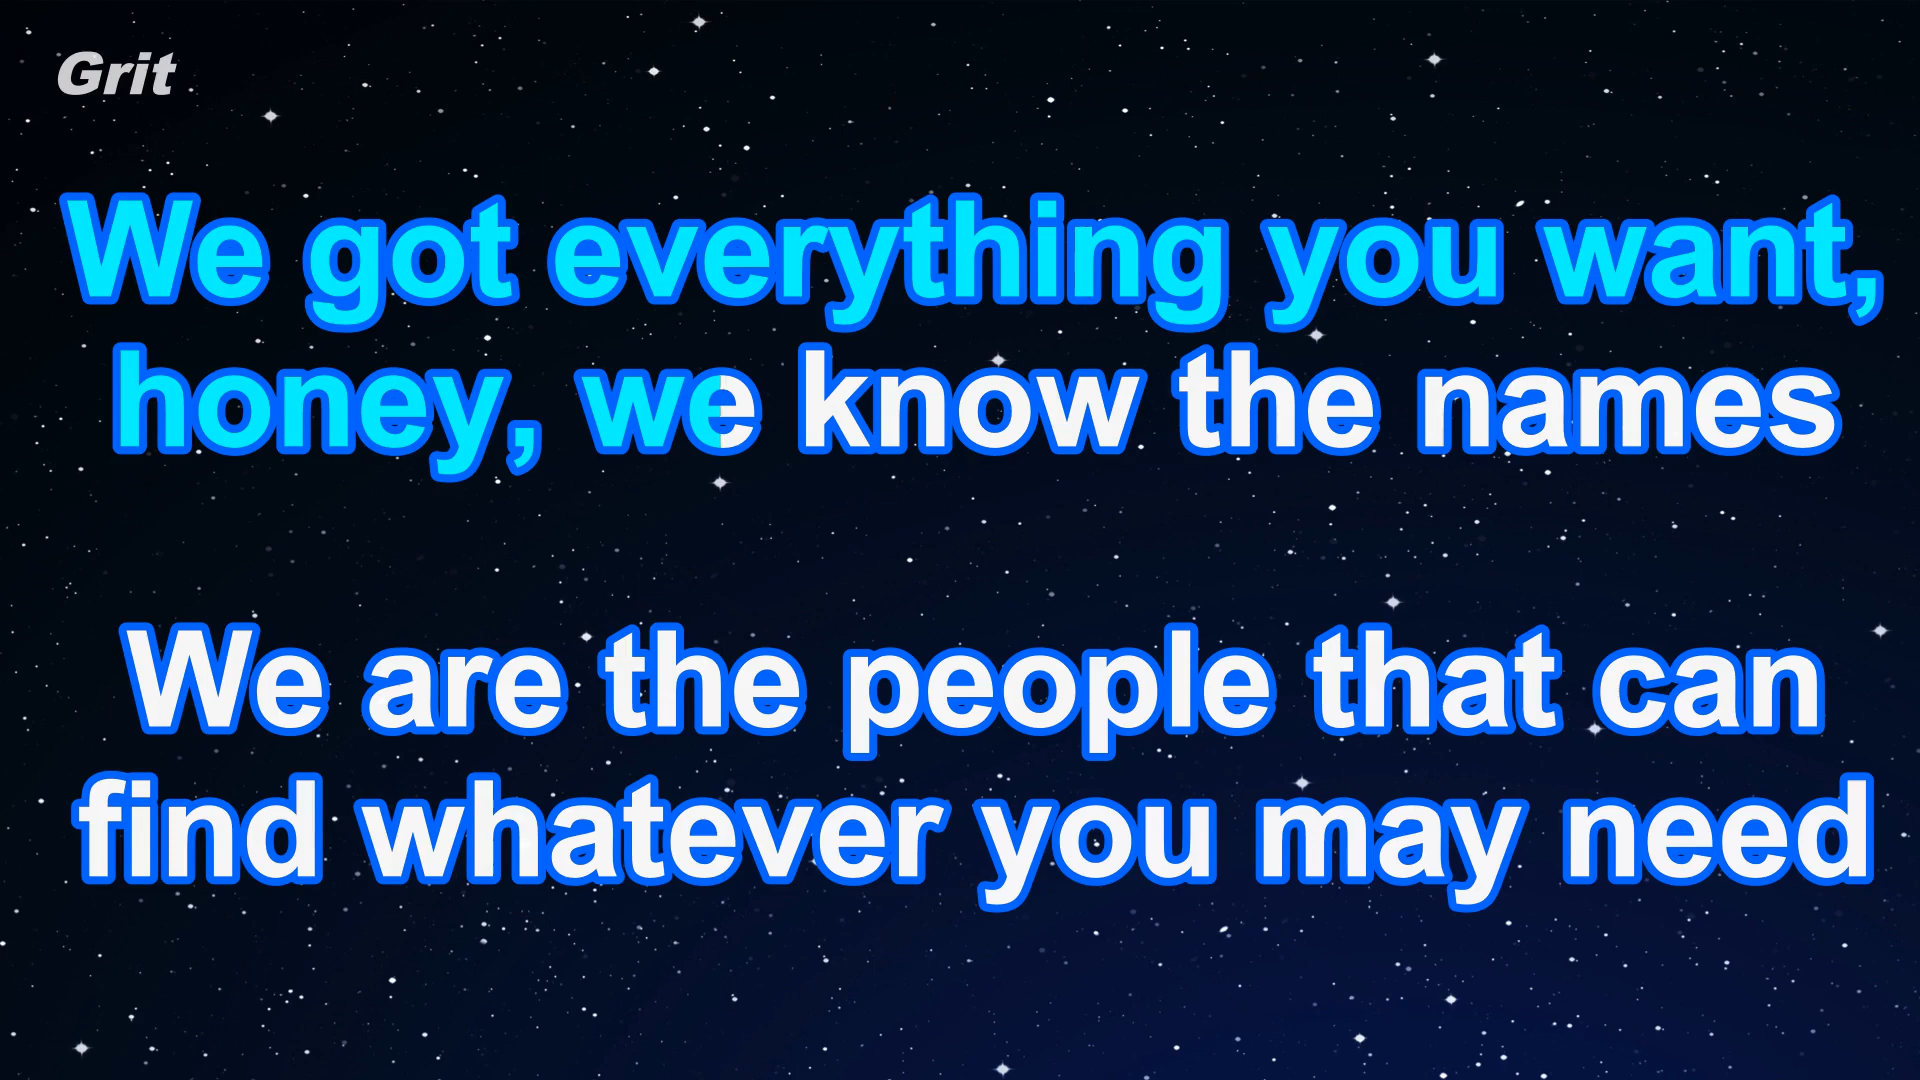 Grit
We got everything you want,
honey, we know the names
We are the people that can
find whatever you may need